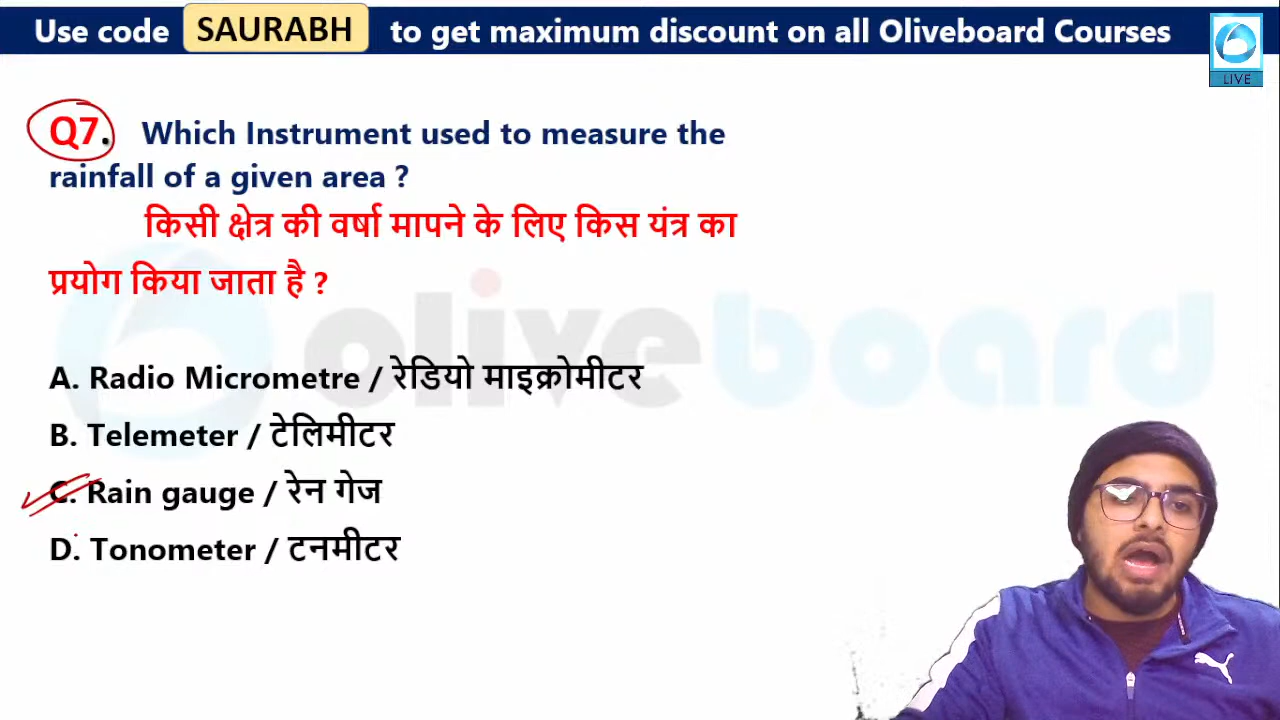 Use code SAURABH to get maximum discount on all Oliveboard Courses
LIVE
Q7. Which Instrument used to measure the
rainfall of a given area ?
किसी क्षेत्र की वर्षा मापने के लिए किस यंत्र का
प्रयोग किया जाता है ?
oliveboard
A. Radio Micrometre / रेडियो माइक्रोमीटर
B. Telemeter / टेलिमीटर
C. Rain gauge / रेन गेज
D. Tonometer / टनमीटर